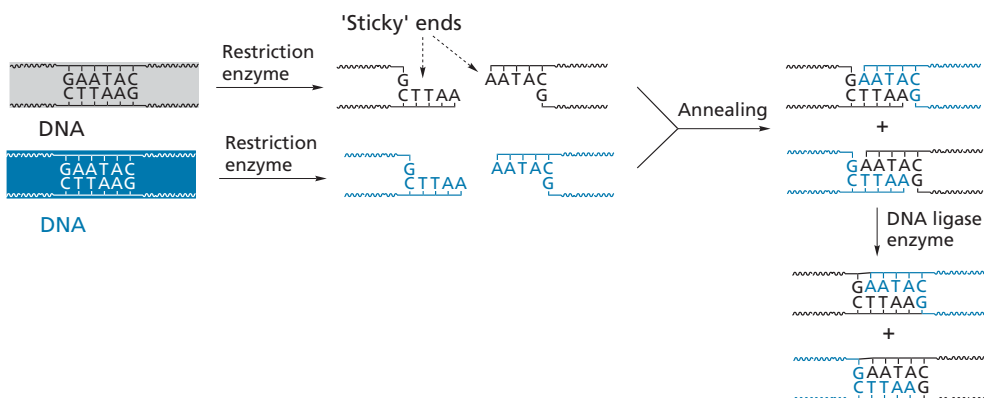 'Sticky' ends
Restriction
enzyme
GAATAC
CTTAAG
DNA
G
CTTAA
AATAC
G
Annealing
GAATAC
CTTAAG
+
GAATAC
CTTAAG
Restriction
enzyme
GAATAC
CTTAAG
DNA
G
CTTAA
AATAC
G
DNA ligase
enzyme
GAATAC
CTTAAG
+
GAATAC
CTTAAG